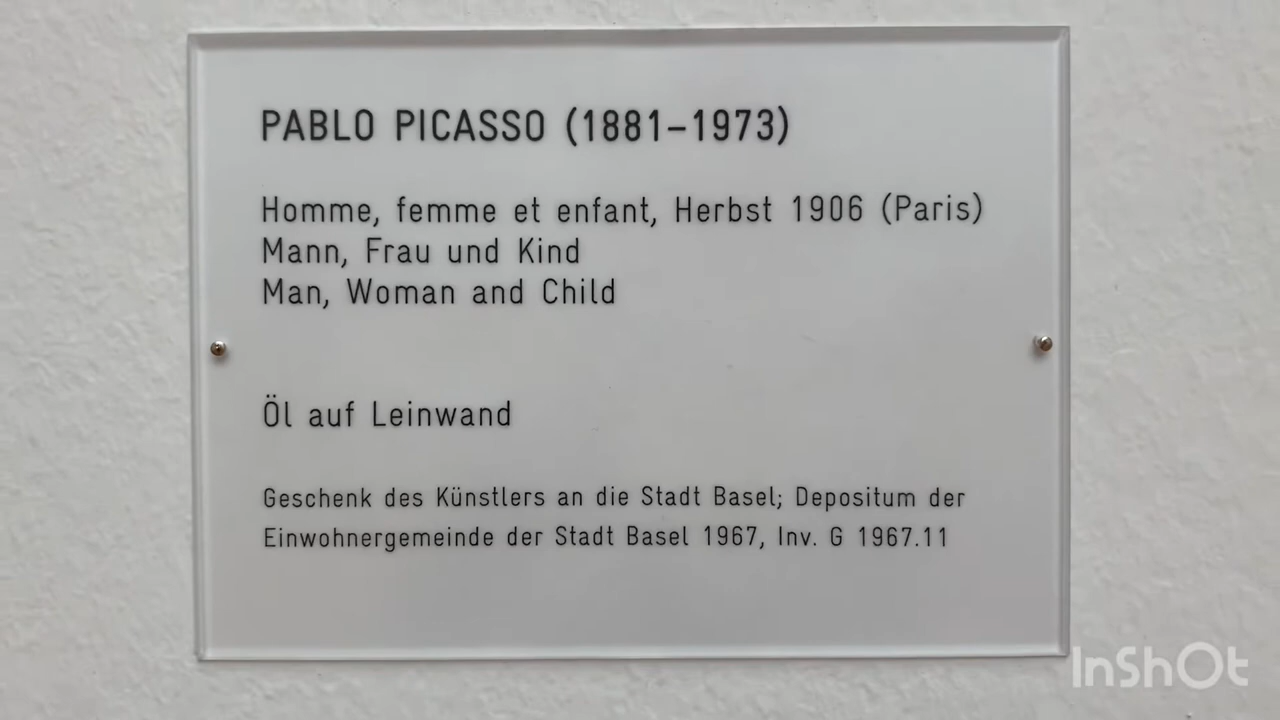 PABLO PICASSO (1881–1973)
Homme, femme et enfant, Herbst 1906 (Paris)
Mann, Frau und Kind
Man, Woman and Child
Öl auf Leinwand
Geschenk des Künstlers an die Stadt Basel; Depositum der
Einwohnergemeinde der Stadt Basel 1967, Inv. G 1967.11
InShOt